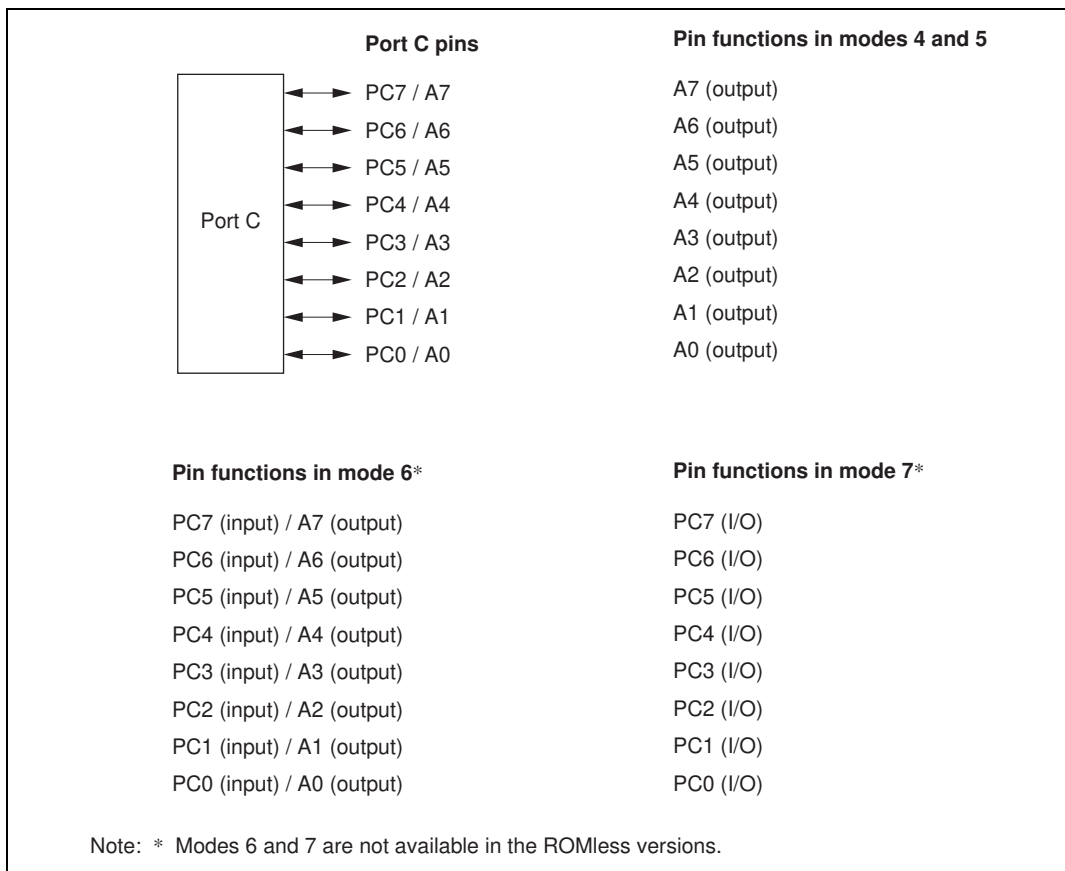 Port C pins
Port C
PC7 / A7
PC6 / A6
PC5 / A5
PC4 / A4
PC3 / A3
PC2 / A2
PC1 / A1
PC0 / A0
Pin functions in modes 4 and 5
A7 (output)
A6 (output)
A5 (output)
A4 (output)
A3 (output)
A2 (output)
A1 (output)
A0 (output)
Pin functions in mode 6*
PC7 (input) / A7 (output)
PC6 (input) / A6 (output)
PC5 (input) / A5 (output)
PC4 (input) / A4 (output)
PC3 (input) / A3 (output)
PC2 (input) / A2 (output)
PC1 (input) / A1 (output)
PC0 (input) / A0 (output)
Pin functions in mode 7*
PC7 (I/O)
PC6 (I/O)
PC5 (I/O)
PC4 (I/O)
PC3 (I/O)
PC2 (I/O)
PC1 (I/O)
PC0 (I/O)
Note: * Modes 6 and 7 are not available in the ROMless versions.